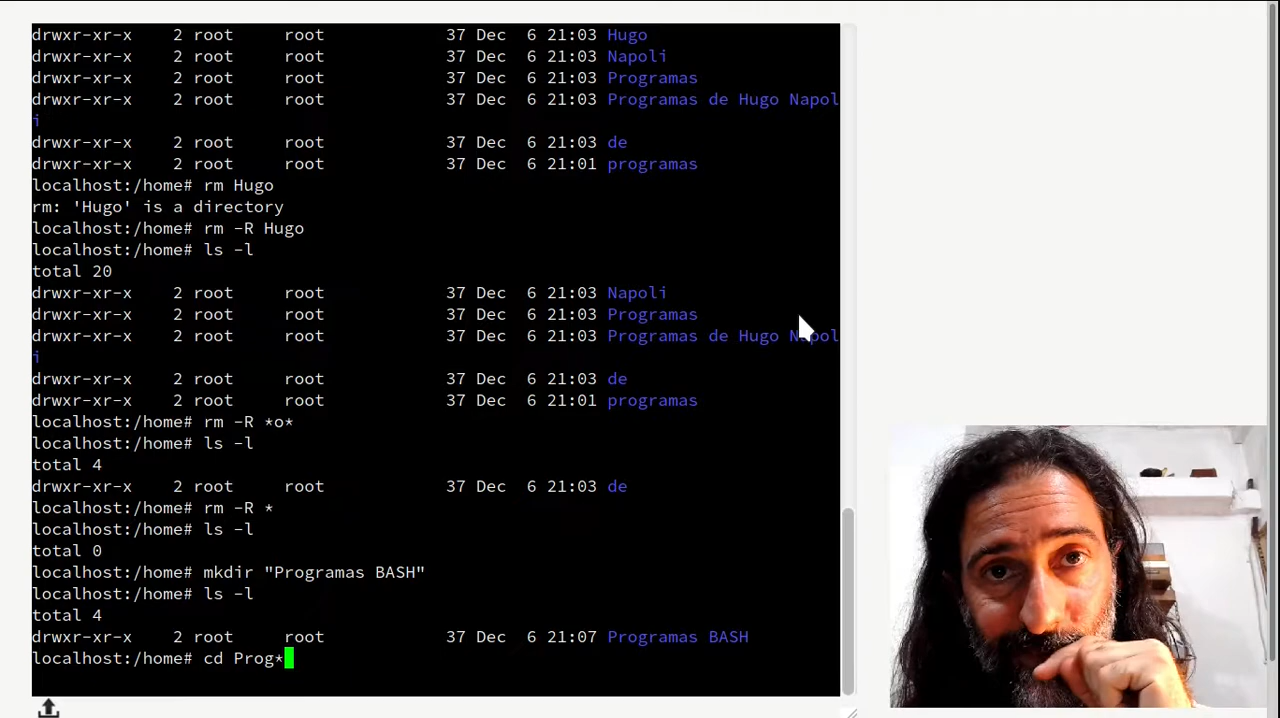 drwxr-xr-x    2 root     root            37 Dec  6 21:03 Hugo
drwxr-xr-x    2 root     root            37 Dec  6 21:03 Napoli
drwxr-xr-x    2 root     root            37 Dec  6 21:03 Programas
drwxr-xr-x    2 root     root            37 Dec  6 21:03 Programas de Hugo Napol
i
drwxr-xr-x    2 root     root            37 Dec  6 21:03 de
drwxr-xr-x    2 root     root            37 Dec  6 21:01 programas
localhost:/home# rm Hugo
rm: 'Hugo' is a directory
localhost:/home# rm -R Hugo
localhost:/home# ls -l
total 20
drwxr-xr-x    2 root     root            37 Dec  6 21:03 Napoli
drwxr-xr-x    2 root     root            37 Dec  6 21:03 Programas
drwxr-xr-x    2 root     root            37 Dec  6 21:03 Programas de Hugo Napol
i
drwxr-xr-x    2 root     root            37 Dec  6 21:03 de
drwxr-xr-x    2 root     root            37 Dec  6 21:01 programas
localhost:/home# rm -R *o*
localhost:/home# ls -l
total 4
drwxr-xr-x    2 root     root            37 Dec  6 21:03 de
localhost:/home# rm -R *
localhost:/home# ls -l
total 0
localhost:/home# mkdir "Programas BASH"
localhost:/home# ls -l
total 4
drwxr-xr-x    2 root     root            37 Dec  6 21:07 Programas BASH
localhost:/home# cd Prog*